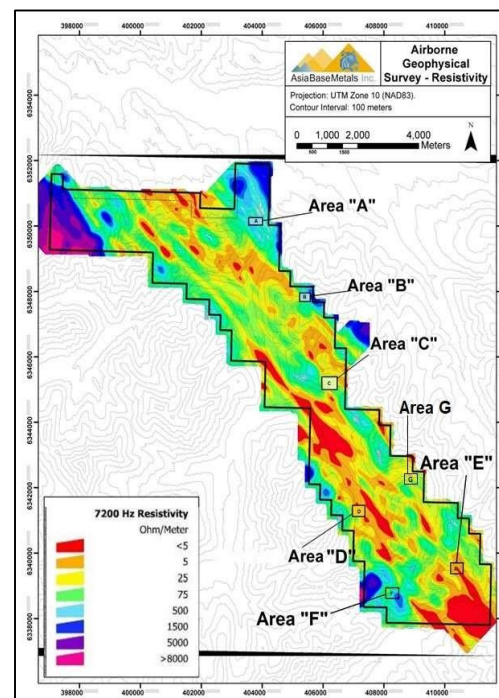 398000 400000 402000 404000 406000 408000 410000
AsiaBaseMetals Inc.
Airborne
Geophysical
Survey - Resistivity
Projection: UTM Zone 10 (NAD83).
Contour Interval: 100 meters
N
0 1,000 2,000 4,000
Meters
500 1500
6354000
6352000
6350000
6348000
6346000
6344000
6342000
6340000
6338000
Area "A"
A
Area "B"
B
Area "C"
C
Area G
G
Area "E"
E
Area "D"
D
Area "F"
F
7200 Hz Resistivity
Ohm/Meter
<5
5
25
75
500
1500
5000
>8000
398000 400000 402000 404000 406000 408000 410000